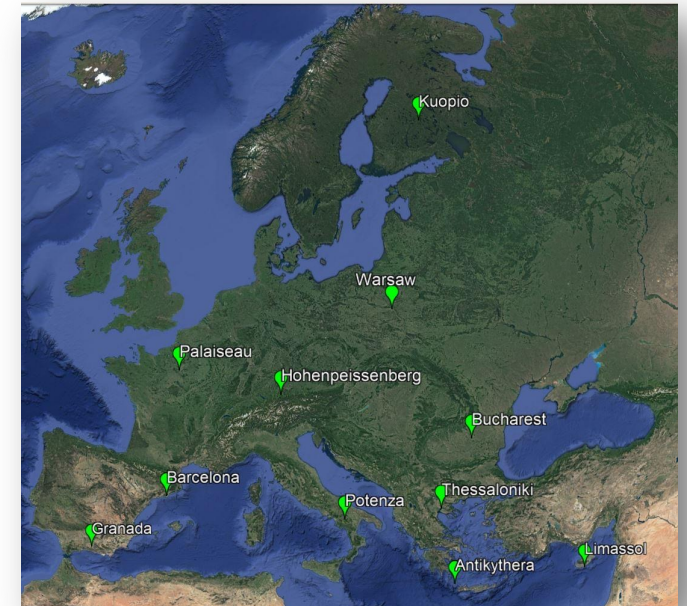 Kuopio
Warsaw
Palaiseau
Hohenpeissenberg
Bucharest
Barcelona
Thessaloniki
Potenza
Granada
Limassol
Antikythera